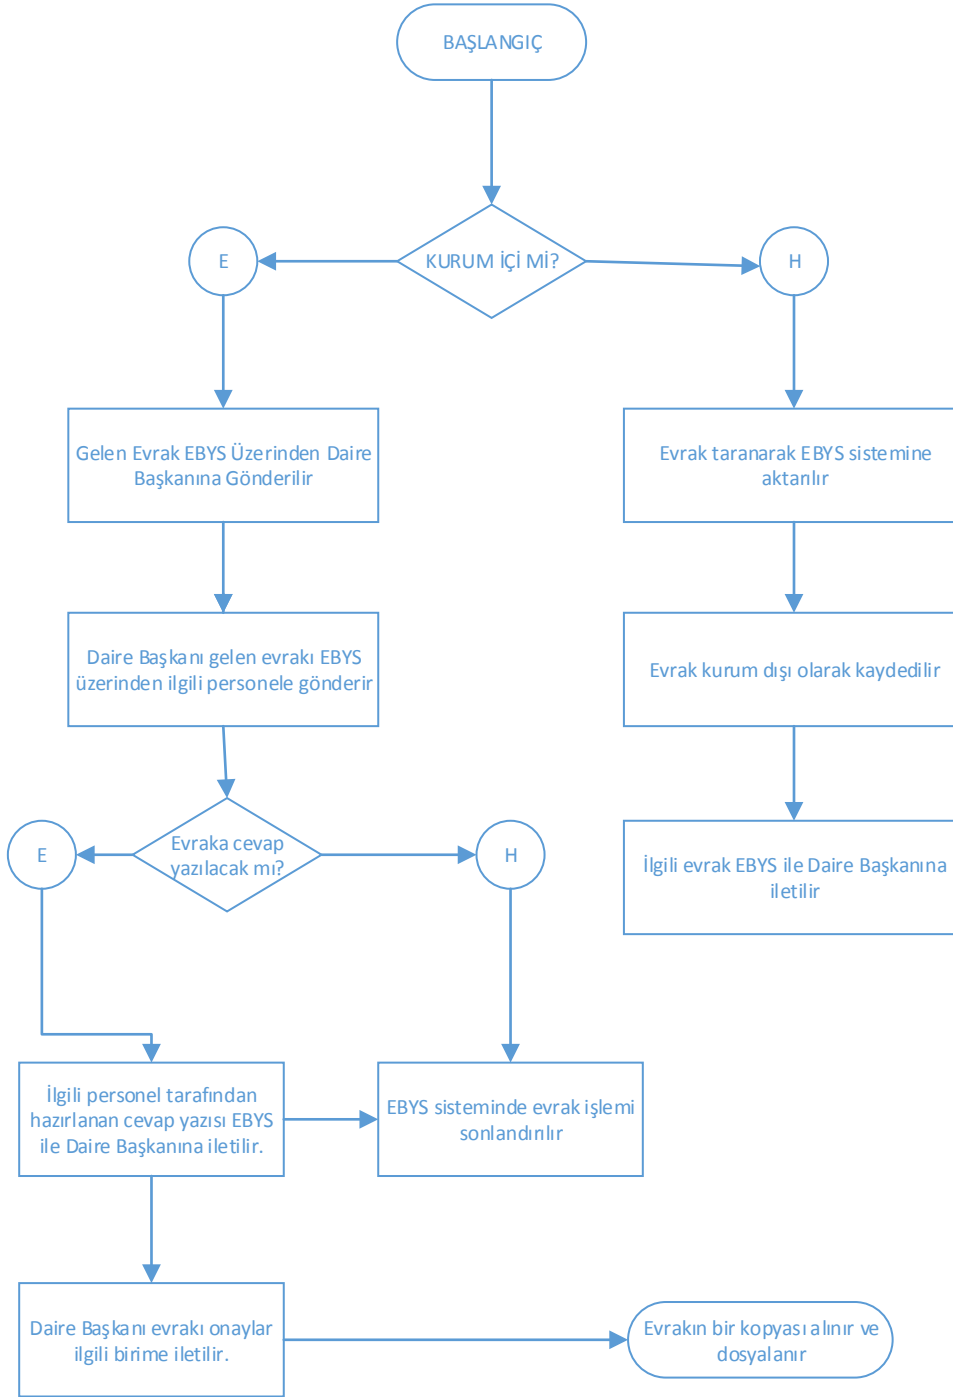 BAŞLANGIÇ
E
KURUM İÇİ Mİ?
H
Gelen Evrak EBYS Üzerinden Daire
Başkanına Gönderilir
Evrak taranarak EBYS sistemine
aktarılır
Daire Başkanı gelen evrakı EBYS
üzerinden ilgili personele gönderir
Evrak kurum dışı olarak kaydedilir
E
Evraka cevap
yazılacak mı?
H
İlgili evrak EBYS ile Daire Başkanına
iletilir
İlgili personel tarafından
hazırlanan cevap yazısı EBYS
ile Daire Başkanına iletilir.
EBYS sisteminde evrak işlemi
sonlandırılır
Daire Başkanı evrakı onaylar
ilgili birime iletilir.
Evrakın bir kopyası alınır ve
dosyalanır